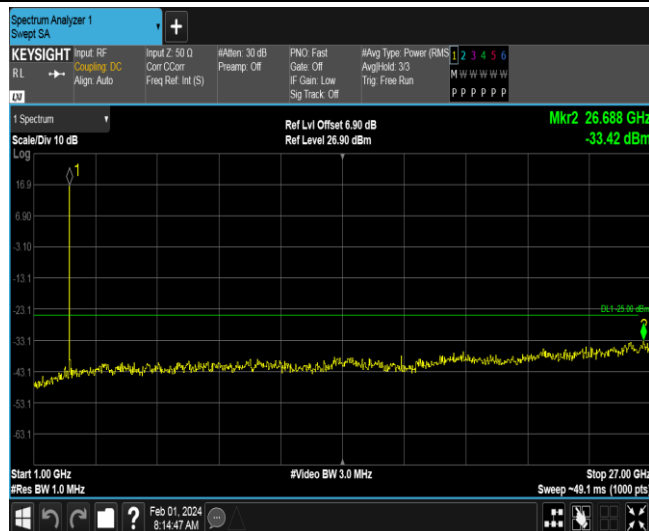 Spectrum Analyzer 1
Swept SA
+
KEYSIGHT
RL
Input: RF
Coupling: DC
Align: Auto
Input Z: 50 Ω
Corr CCorr
Freq Ref: Int (S)
#Atten: 30 dB
Preamp: Off
PNO: Fast
Gate: Off
IF Gain: Low
Sig Track: Off
#Avg Type: Power (RMS
Avg|Hold: 3/3
Trig: Free Run
1 2 3 4 5 6
M W W W W W
P P P P P P
1 Spectrum
Scale/Div 10 dB
Log
Ref Lvl Offset 6.90 dB
Ref Level 26.90 dBm
Mkr2 26.688 GHz
-33.42 dBm
1
16.9
6.90
-3.10
-13.1
-23.1
DL1 -25.00 dBm
2
-33.1
-43.1
-53.1
-63.1
Start 1.00 GHz
#Res BW 1.0 MHz
#Video BW 3.0 MHz
Stop 27.00 GHz
Sweep ~49.1 ms (1000 pts)
?
Feb 01, 2024
8:14:47 AM